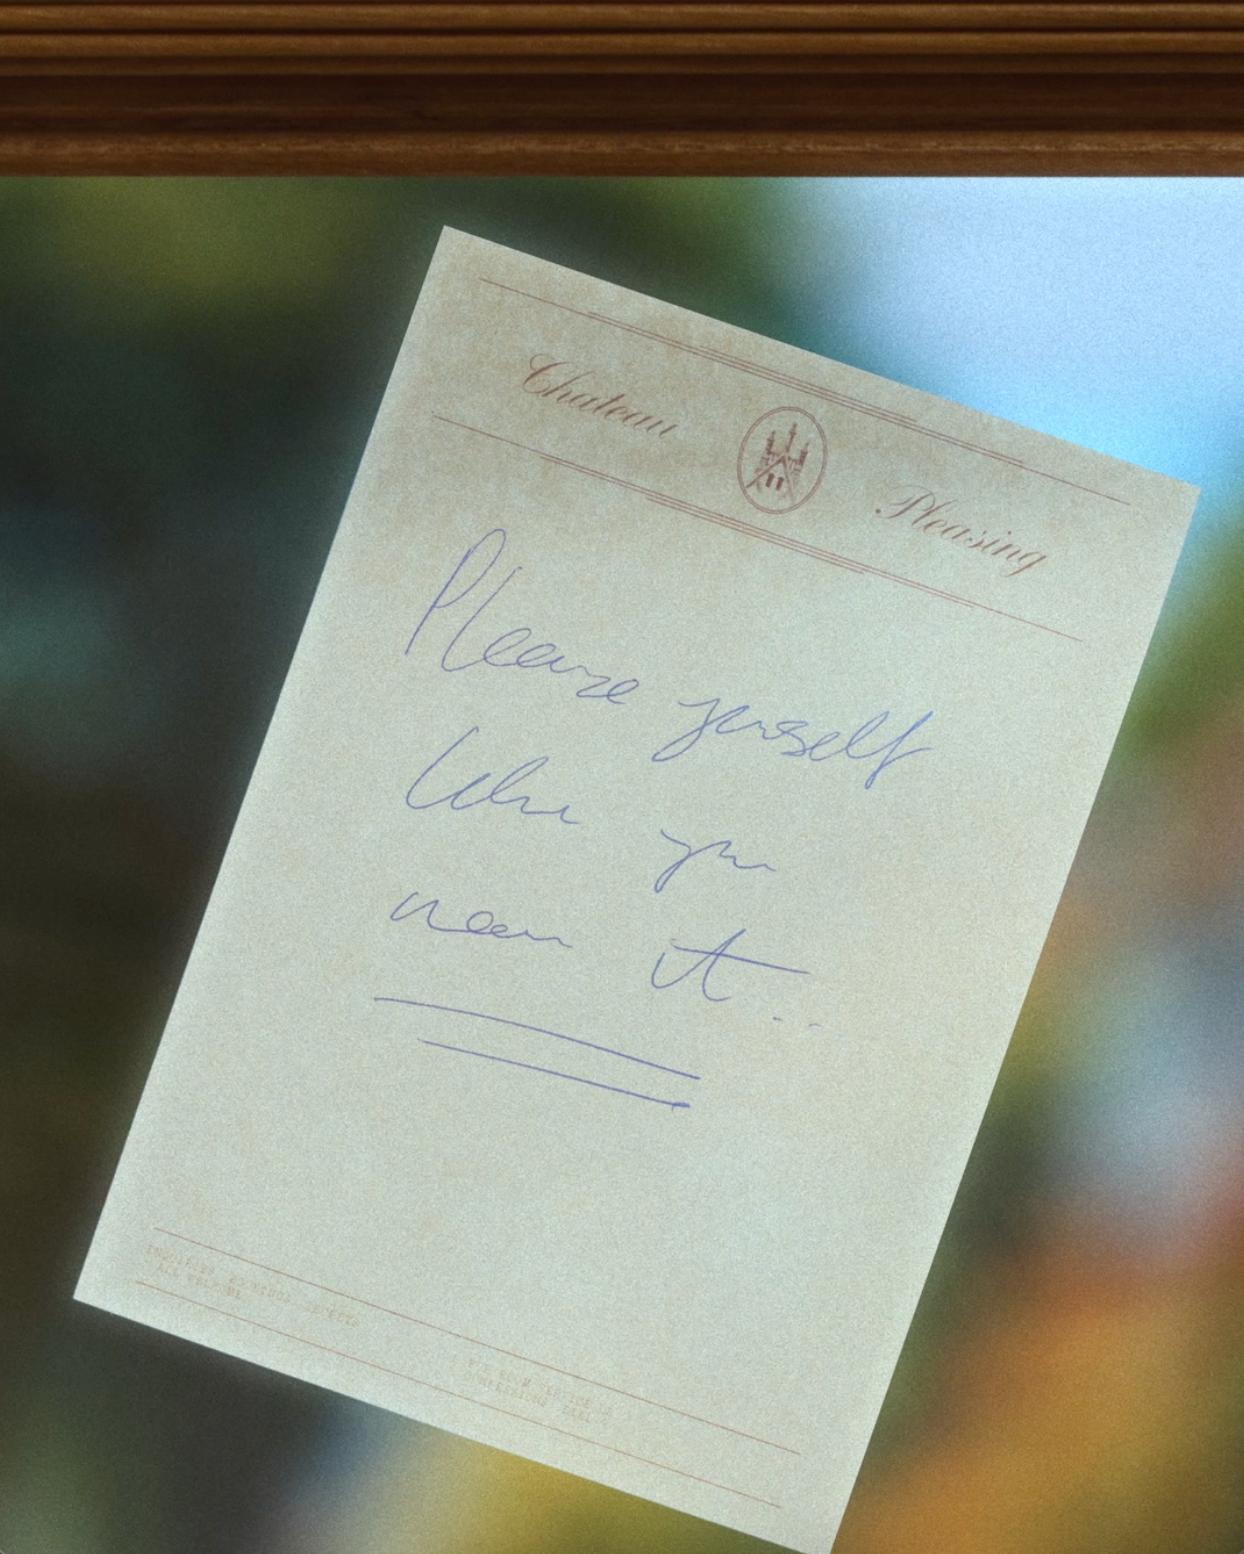 Chateau Pleasing
Please yourself
When you
mean it...